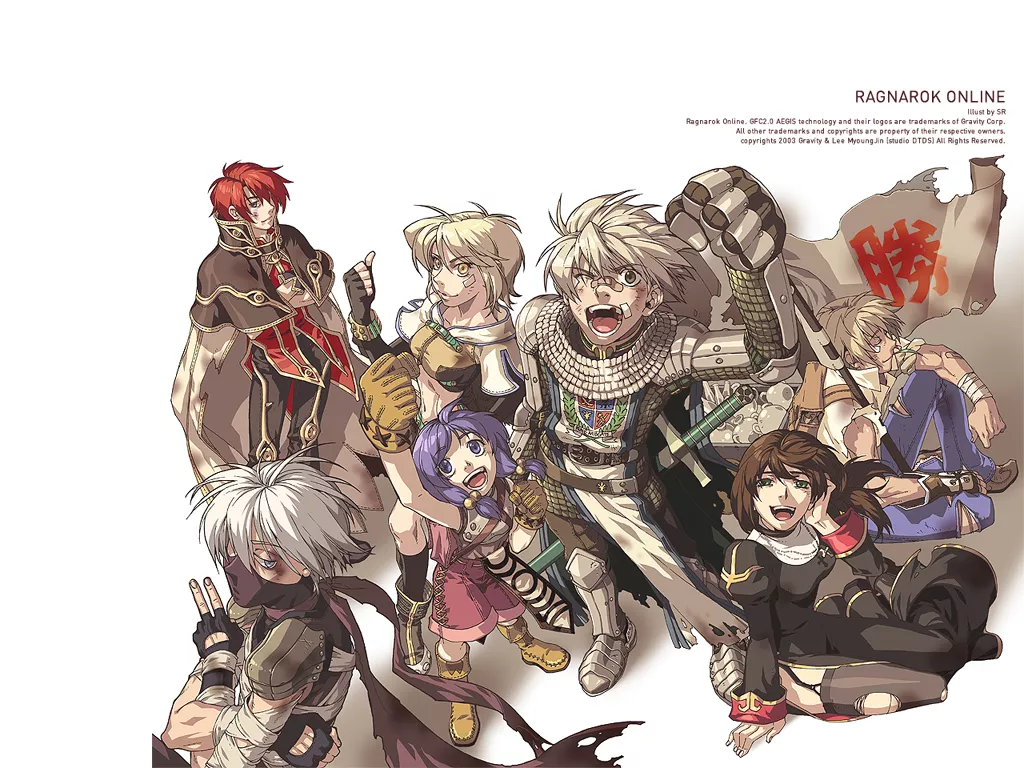 RAGNAROK ONLINE
Illust by SR
Ragnarok Online. GFC2.0 AEGIS technology and their logos are trademarks of Gravity Corp.
All other trademarks and copyrights are property of their respective owners.
copyrights 2003 Gravity & Lee MyoungJin (studio DTDS) All Rights Reserved.
勝